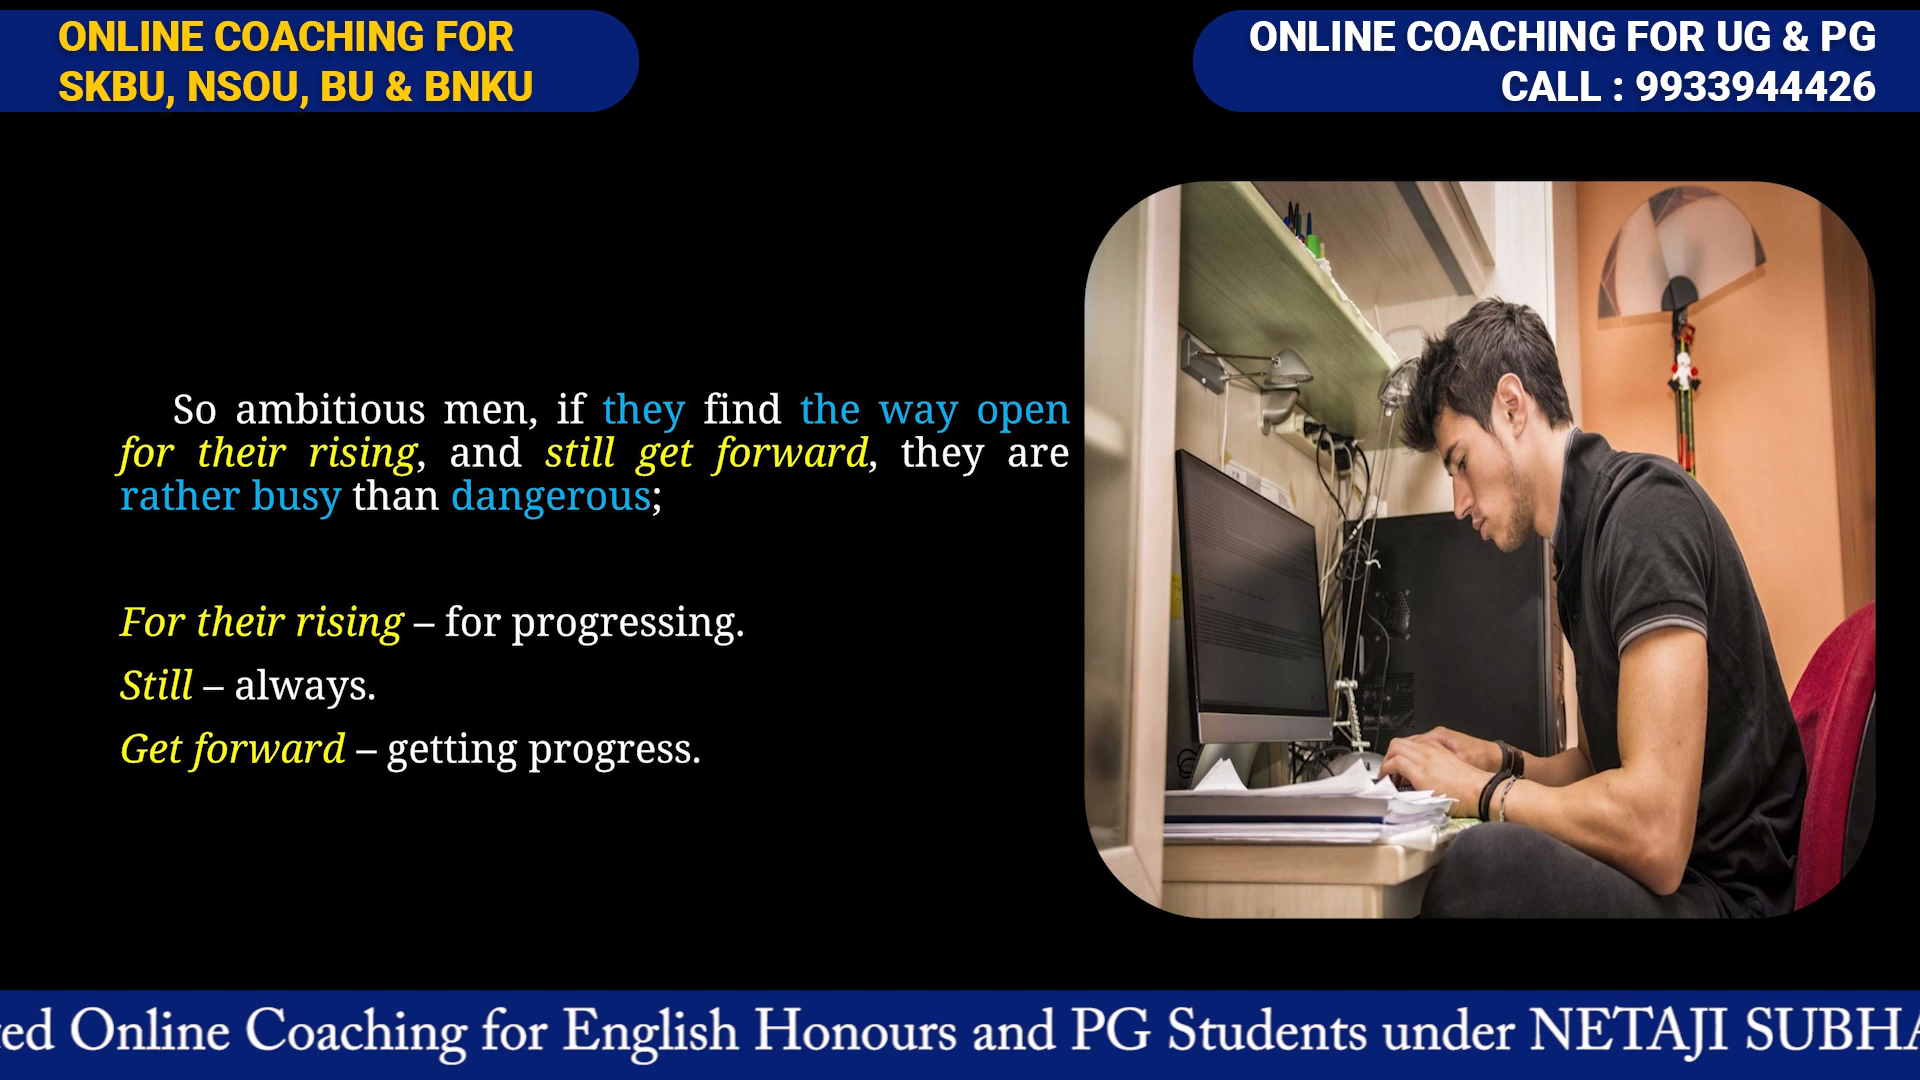 ONLINE COACHING FOR
SKBU, NSOU, BU & BNKU
ONLINE COACHING FOR UG & PG
CALL : 9933944426
So ambitious men, if they find the way open
for their rising, and still get forward, they are
rather busy than dangerous;
For their rising – for progressing.
Still – always.
Get forward – getting progress.
Online Coaching for English Honours and PG Students under NETAJI